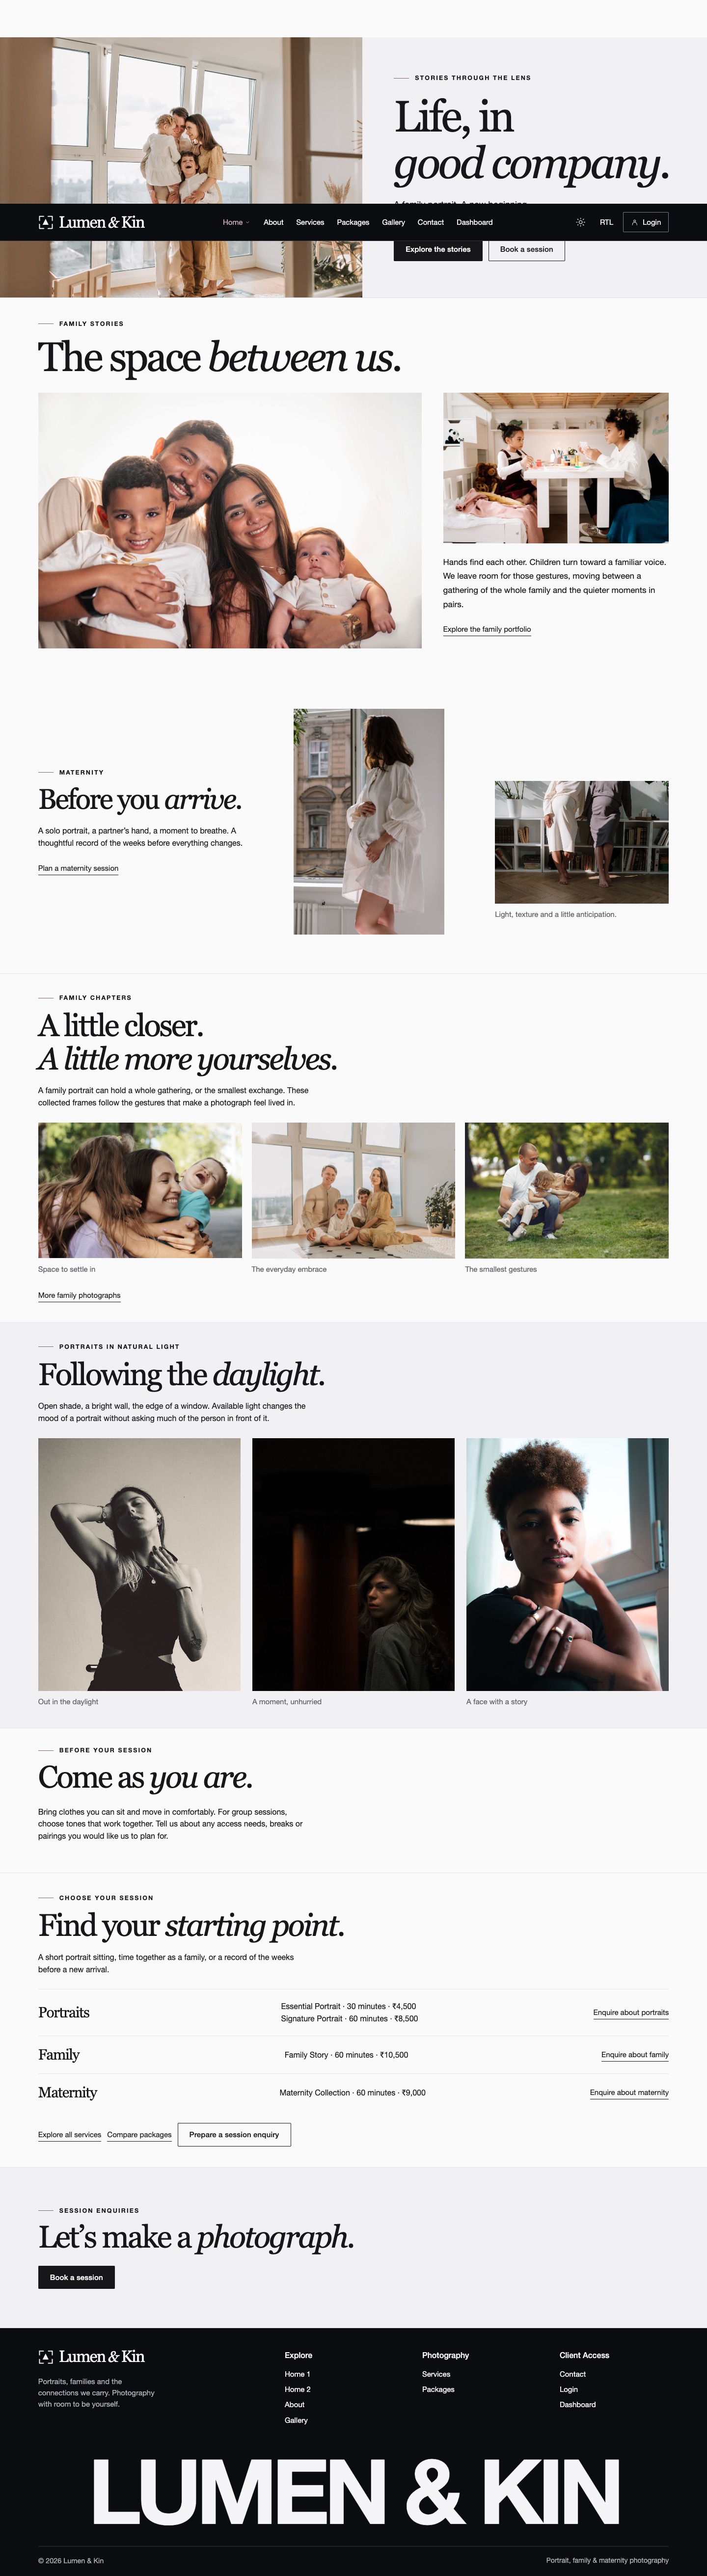 STORIES THROUGH THE LENS
Life, in
good company.
Lumen & Kin
Home
About
Services
Packages
Gallery
Contact
Dashboard
RTL
Login
Explore the stories
Book a session
FAMILY STORIES
The space between us.
Hands find each other. Children turn toward a familiar voice.
We leave room for those gestures, moving between a
gathering of the whole family and the quieter moments in
pairs.
Explore the family portfolio
MATERNITY
Before you arrive.
A solo portrait, a partner's hand, a moment to breathe. A
thoughtful record of the weeks before everything changes.
Plan a maternity session
Light, texture and a little anticipation.
FAMILY CHAPTERS
A little closer.
A little more yourselves.
A family portrait can hold a whole gathering, or the smallest exchange. These
collected frames follow the gestures that make a photograph feel lived in.
Space to settle in
The everyday embrace
The smallest gestures
More family photographs
PORTRAITS IN NATURAL LIGHT
Following the daylight.
Open shade, a bright wall, the edge of a window. Available light changes the
mood of a portrait without asking much of the person in front of it.
Out in the daylight
A moment, unhurried
A face with a story
BEFORE YOUR SESSION
Come as you are.
Bring clothes you can sit and move in comfortably. For group sessions,
choose tones that work together. Tell us about any access needs, breaks or
pairings you would like us to plan for.
CHOOSE YOUR SESSION
Find your starting point.
A short portrait sitting, time together as a family, or a record of the weeks
before a new arrival.
Portraits
Essential Portrait · 30 minutes · ₹4,500
Signature Portrait · 60 minutes · ₹8,500
Enquire about portraits
Family
Family Story · 60 minutes · ₹10,500
Enquire about family
Maternity
Maternity Collection · 60 minutes · ₹9,000
Enquire about maternity
Explore all services
Compare packages
Prepare a session enquiry
SESSION ENQUIRIES
Let's make a photograph.
Book a session
Lumen & Kin
Portraits, families and the
connections we carry. Photography
with room to be yourself.
Explore
Home 1
Home 2
About
Gallery
Photography
Services
Packages
Client Access
Contact
Login
Dashboard
LUMEN & KIN
© 2026 Lumen & Kin
Portrait, family & maternity photography